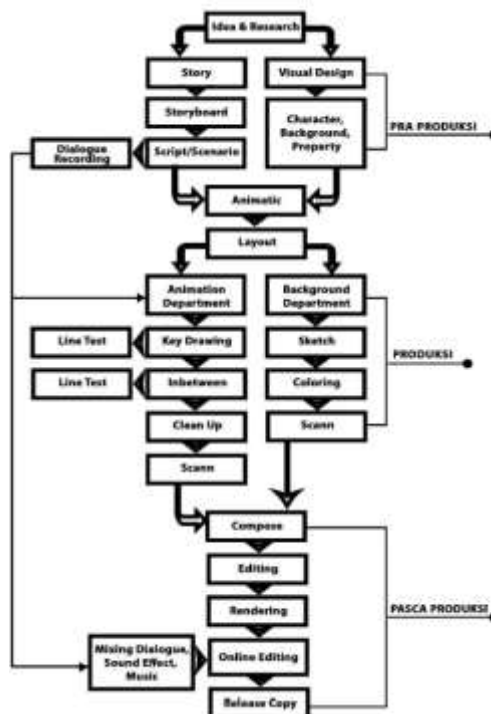 Idea & Research
Story
Visual Design
Storyboard
Character,
Background,
Property
PRA PRODUKSI
Dialogue
Recording
Script/Scenario
Animatic
Layout
Animation
Department
Background
Department
Line Test
Key Drawing
Sketch
PRODUKSI
Line Test
Inbetween
Coloring
Clean Up
Scann
Scann
Compose
Editing
Rendering
PASCA PRODUKSI
Mixing Dialogue,
Sound Effect,
Music
Online Editing
Release Copy